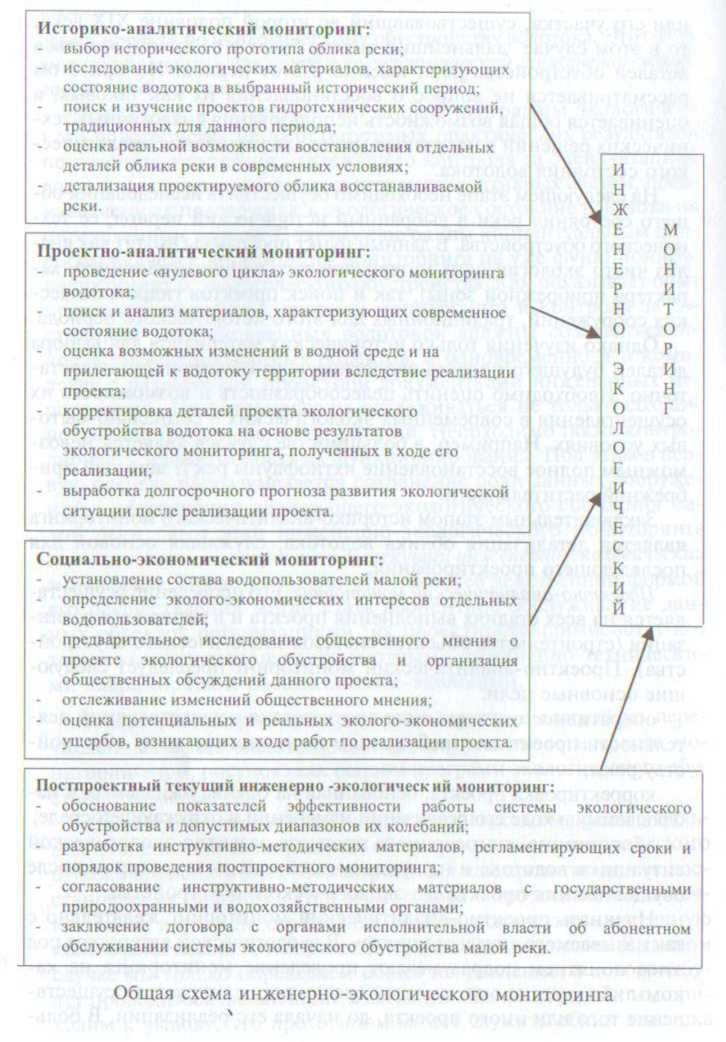 Историко-аналитический мониторинг:
- выбор исторического прототипа облика реки;
- исследование экологических материалов, характеризующих
состояние водотока в выбранный исторический период;
- поиск и изучение проектов гидротехнических сооружений,
традиционных для данного периода;
- оценка реальной возможности восстановления отдельных
деталей облика реки в современных условиях;
- детализация проектируемого облика восстанавливаемой
реки.
Проектно-аналитический мониторинг:
- проведение «нулевого цикла» экологического мониторинга
водотока;
- поиск и анализ материалов, характеризующих современное
состояние водотока;
- оценка возможных изменений в водной среде и на
прилегающей к водотоку территории вследствие реализации
проекта;
- корректировка деталей проекта экологического
обустройства водотока на основе результатов
экологического мониторинга, полученных в ходе его
реализации;
- выработка долгосрочного прогноза развития экологической
ситуации после реализации проекта.
Социально-экономический мониторинг:
- установление состава водопользователей малой реки;
- определение эколого-экономических интересов отдельных
водопользователей;
- предварительное исследование общественного мнения о
проекте экологического обустройства и организация
общественных обсуждений данного проекта;
- отслеживание изменений общественного мнения;
- оценка потенциальных и реальных эколого-экономических
ущербов, возникающих в ходе работ по реализации проекта.
ИНЖЕНЕРНО-ЭКОЛОГИЧЕСКИЙ
МОНИТОРИНГ
Постпроектный текущий инженерно -экологический мониторинг:
- обоснование показателей эффективности работы системы экологического
обустройства и допустимых диапазонов их колебаний;
- разработка инструктивно-методических материалов, регламентирующих сроки и
порядок проведения постпроектного мониторинга;
- согласование инструктивно-методических материалов с государственными
природоохранными и водохозяйственными органами;
- заключение договора с органами исполнительной власти об абонентном
обслуживании системы экологического обустройства малой реки.
Общая схема инженерно-экологического мониторинга